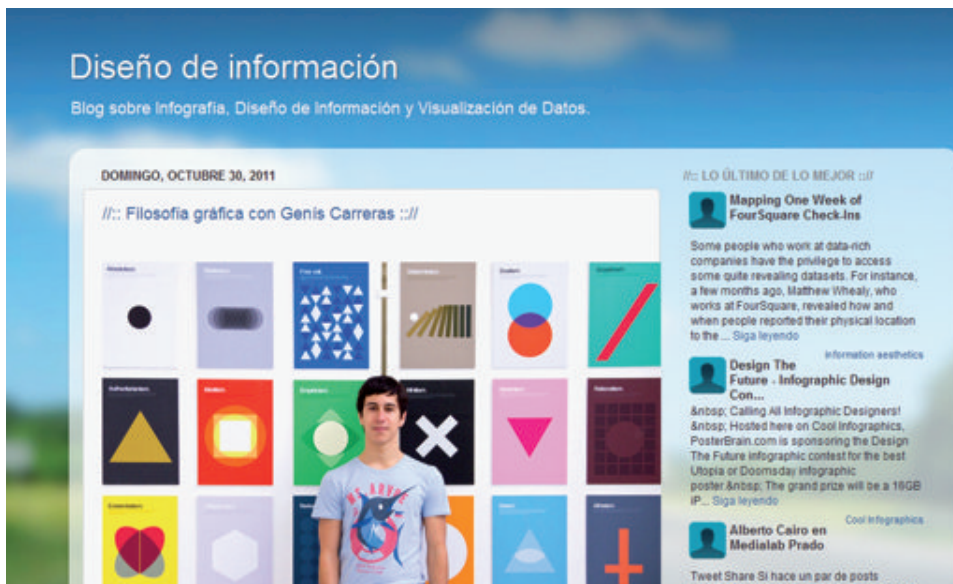 Diseño de información
Blog sobre Infografía, Diseño de Información y Visualización de Datos.
DOMINGO, OCTUBRE 30, 2011
//:: Filosofía gráfica con Genís Carreras :://
//:: LO ÚLTIMO DE LO MEJOR :://
Mapping One Week of
FourSquare Check-Ins
Some people who work at data-rich
companies have the privilege to access
some quite revealing datasets. For instance,
a few months ago, Matthew Whealy, who
works at FourSquare, revealed how and
when people reported their physical location
to the ... Siga leyendo
information aesthetics
Design The
Future - Infographic Design
Con...
&nbsp; Calling All Infographic Designers!
&nbsp; Hosted here on Cool Infographics,
PosterBrain.com is sponsoring the Design
The Future infographic contest for the best
Utopia or Doomsday infographic
poster.&nbsp; The grand prize will be a 16GB
iP... Siga leyendo
Cool Infographics
Alberto Cairo en
Medialab Prado
Tweet Share Si hace un par de posts
Free will